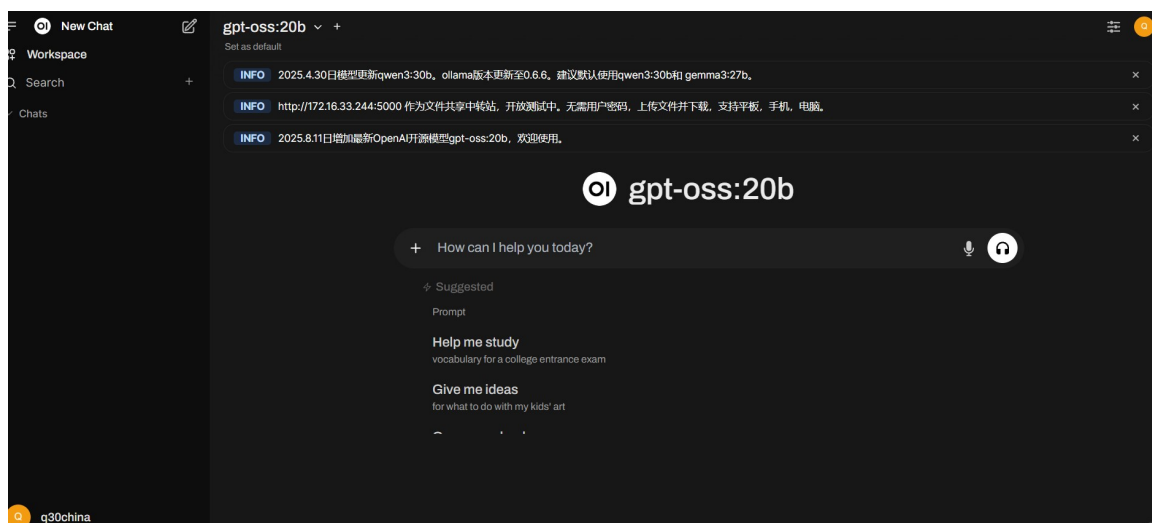 OI New Chat
Workspace
Search +
Chats
q30china
gpt-oss:20b +
Set as default
Q
INFO 2025.4.30日模型更新qwen3:30b。ollama版本更新至0.6.6。建议默认使用qwen3:30b和 gemma3:27b。
INFO http://172.16.33.244:5000 作为文件共享中转站，开放测试中。无需用户密码，上传文件并下载，支持平板，手机，电脑。
INFO 2025.8.11日增加最新OpenAI开源模型gpt-oss:20b，欢迎使用。
OI gpt-oss:20b
+ How can I help you today?
Suggested
Prompt
Help me study
vocabulary for a college entrance exam
Give me ideas
for what to do with my kids' art